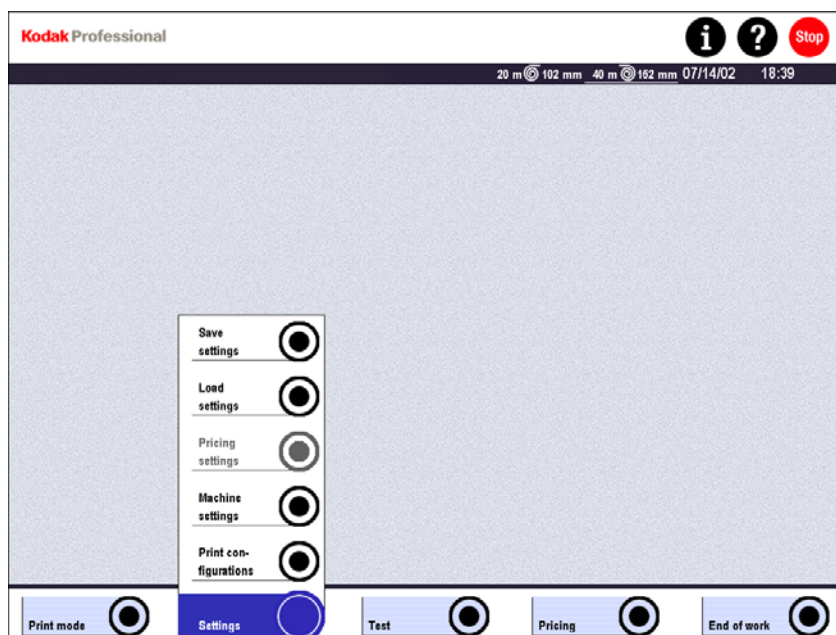 Kodak Professional
i ? Stop
20 m 102 mm 40 m 152 mm 07/14/02 18:39
Save
settings
Load
settings
Pricing
settings
Machine
settings
Print con-
figurations
Print mode Settings Test Pricing End of work